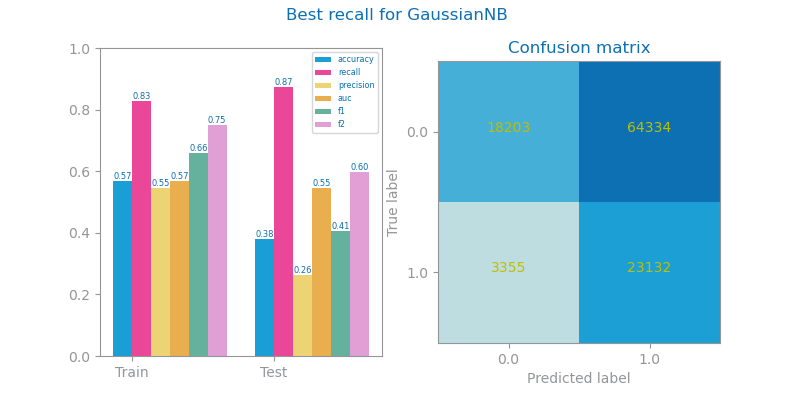 Best recall for GaussianNB
1.0
0.8
0.6
0.4
0.2
0.0
0.57
0.83
0.55
0.57
0.66
0.75
0.38
0.87
0.26
0.55
0.41
0.60
Train
Test
accuracy
recall
precision
auc
f1
f2
Confusion matrix
True label
0.0
1.0
18203
64334
3355
23132
0.0
1.0
Predicted label